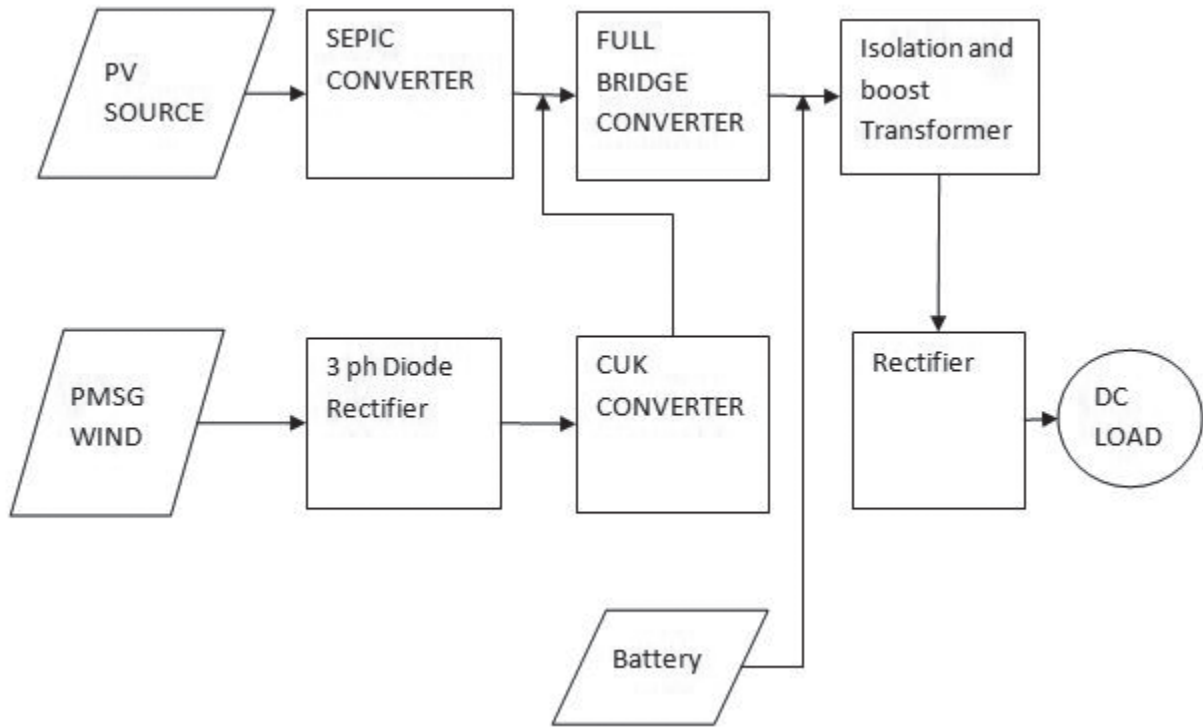 PV
SOURCE
SEPIC
CONVERTER
FULL
BRIDGE
CONVERTER
Isolation and
boost
Transformer
PMSG
WIND
3 ph Diode
Rectifier
CUK
CONVERTER
Rectifier
DC
LOAD
Battery